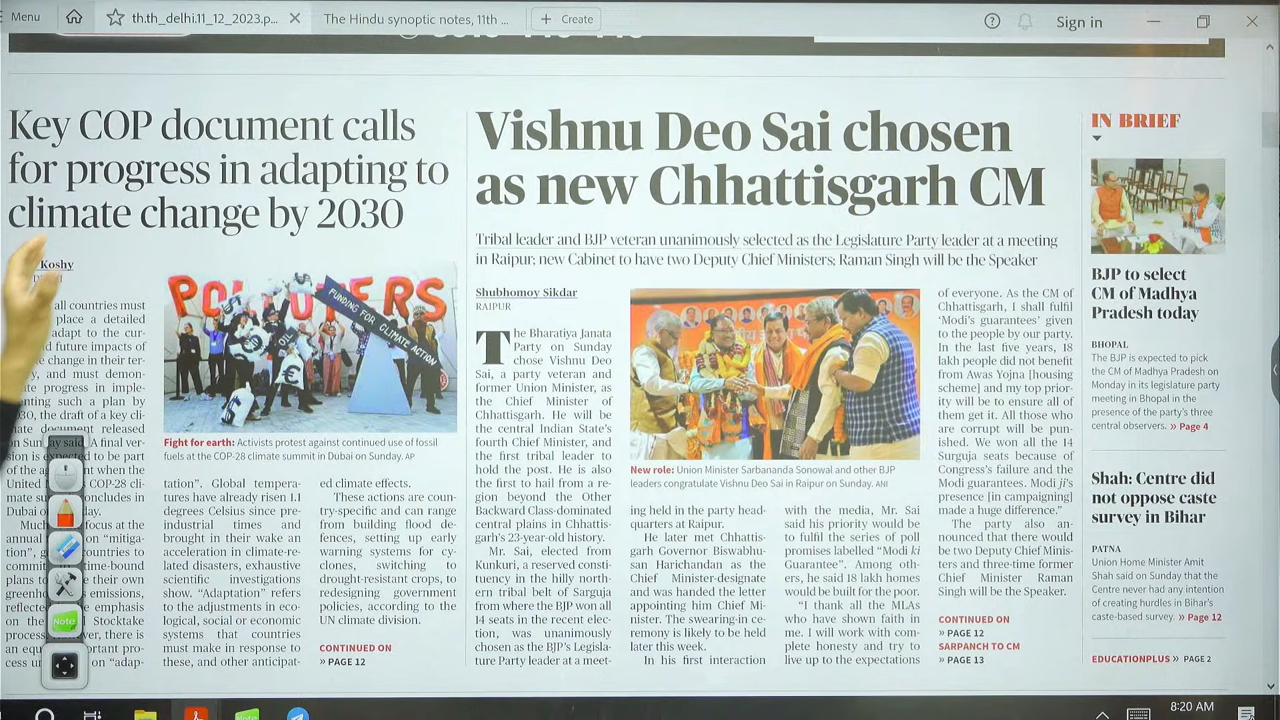 Menu
th.th_delhi.11_12_2023.p...
The Hindu synoptic notes, 11th ...
+ Create
Sign in
Key COP document calls
for progress in adapting to
climate change by 2030
Koshy
all countries must
place a detailed
adapt to the cur-
future impacts of
change in their ter-
and must demon-
progress in imple-
such a plan by
the draft of a key cli-
document released
said. A final ver-
is expected to be part
of the when the
United COP-28 cli-
mate concludes in
Dubai
focus at the
annual on "mitiga-
tion", countries to
time-bound
plans their own
emissions,
emphasis
on the Stocktake
there is
an pro-
on "adap-
POLLUTERS
FUNDING FOR CLIMATE ACTION
Fight for earth: Activists protest against continued use of fossil
fuels at the COP-28 climate summit in Dubai on Sunday. AP
tation". Global tempera-
tures have already risen 1.1
degrees Celsius since pre-
industrial times and
brought in their wake an
acceleration in climate-re-
lated disasters, exhaustive
scientific investigations
show. "Adaptation" refers
to the adjustments in eco-
logical, social or economic
systems that countries
must make in response to
these, and other anticipat-
ed climate effects.
These actions are coun-
try-specific and can range
from building flood de-
fences, setting up early
warning systems for cy-
clones, switching to
drought-resistant crops, to
redesigning government
policies, according to the
UN climate division.
CONTINUED ON
» PAGE 12
Vishnu Deo Sai chosen
as new Chhattisgarh CM
Tribal leader and BJP veteran unanimously selected as the Legislature Party leader at a meeting
in Raipur; new Cabinet to have two Deputy Chief Ministers; Raman Singh will be the Speaker
Shubhomoy Sikdar
RAIPUR
The Bharatiya Janata
Party on Sunday
chose Vishnu Deo
Sai, a party veteran and
former Union Minister, as
the Chief Minister of
Chhattisgarh. He will be
the central Indian State's
fourth Chief Minister, and
the first tribal leader to
hold the post. He is also
the first to hail from a re-
gion beyond the Other
Backward Class-dominated
central plains in Chhattis-
garh's 23-year-old history.
Mr. Sai, elected from
Kunkuri, a reserved consti-
tuency in the hilly north-
ern tribal belt of Sarguja
from where the BJP won all
14 seats in the recent elec-
tion, was unanimously
chosen as the BJP's Legisla-
ture Party leader at a meet-
New role: Union Minister Sarbananda Sonowal and other BJP
leaders congratulate Vishnu Deo Sai in Raipur on Sunday. ANI
ing held in the party head-
quarters at Raipur.
He later met Chhattis-
garh Governor Biswabhu-
san Harichandan as the
Chief Minister-designate
and was handed the letter
appointing him Chief Mi-
nister. The swearing-in ce-
remony is likely to be held
later this week.
In his first interaction
with the media, Mr. Sai
said his priority would be
to fulfil the series of poll
promises labelled "Modi ki
Guarantee". Among oth-
ers, he said 18 lakh homes
would be built for the poor.
"I thank all the MLAs
who have shown faith in
me. I will work with com-
plete honesty and try to
live up to the expectations
of everyone. As the CM of
Chhattisgarh, I shall fulfil
'Modi's guarantees' given
to the people by our party.
In the last five years, 18
lakh people did not benefit
from Awas Yojna [housing
scheme] and my top prior-
ity will be to ensure all of
them get it. All those who
are corrupt will be pun-
ished. We won all the 14
Surguja seats because of
Congress's failure and the
Modi guarantees. Modi ji's
presence [in campaigning]
made a huge difference."
The party also an-
nounced that there would
be two Deputy Chief Minis-
ters and three-time former
Chief Minister Raman
Singh will be the Speaker.
CONTINUED ON
» PAGE 12
SARPANCH TO CM
» PAGE 13
IN BRIEF
BJP to select
CM of Madhya
Pradesh today
BHOPAL
The BJP is expected to pick
the CM of Madhya Pradesh on
Monday in its legislature party
meeting in Bhopal in the
presence of the party's three
central observers. » Page 4
Shah: Centre did
not oppose caste
survey in Bihar
PATNA
Union Home Minister Amit
Shah said on Sunday that the
Centre never had any intention
of creating hurdles in Bihar's
caste-based survey. » Page 12
EDUCATIONPLUS » PAGE 2
Note
Note
8:20 AM